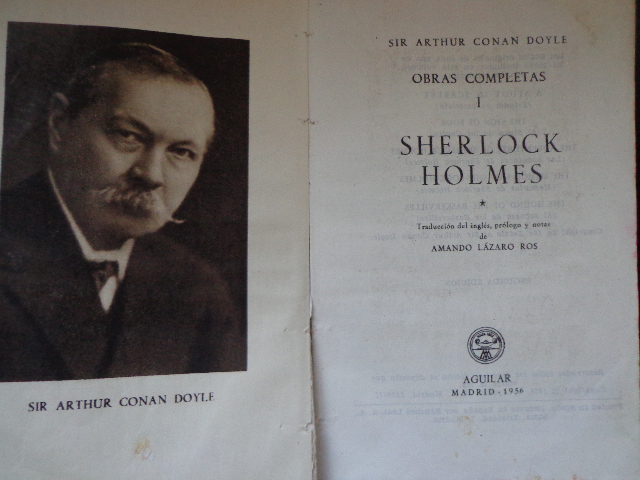 SIR ARTHUR CONAN DOYLE
SIR ARTHUR CONAN DOYLE
OBRAS COMPLETAS
I
SHERLOCK
HOLMES
*
Traducción del inglés, prólogo y notas
de
AMANDO LÁZARO ROS
AGUILAR
MADRID - 1956